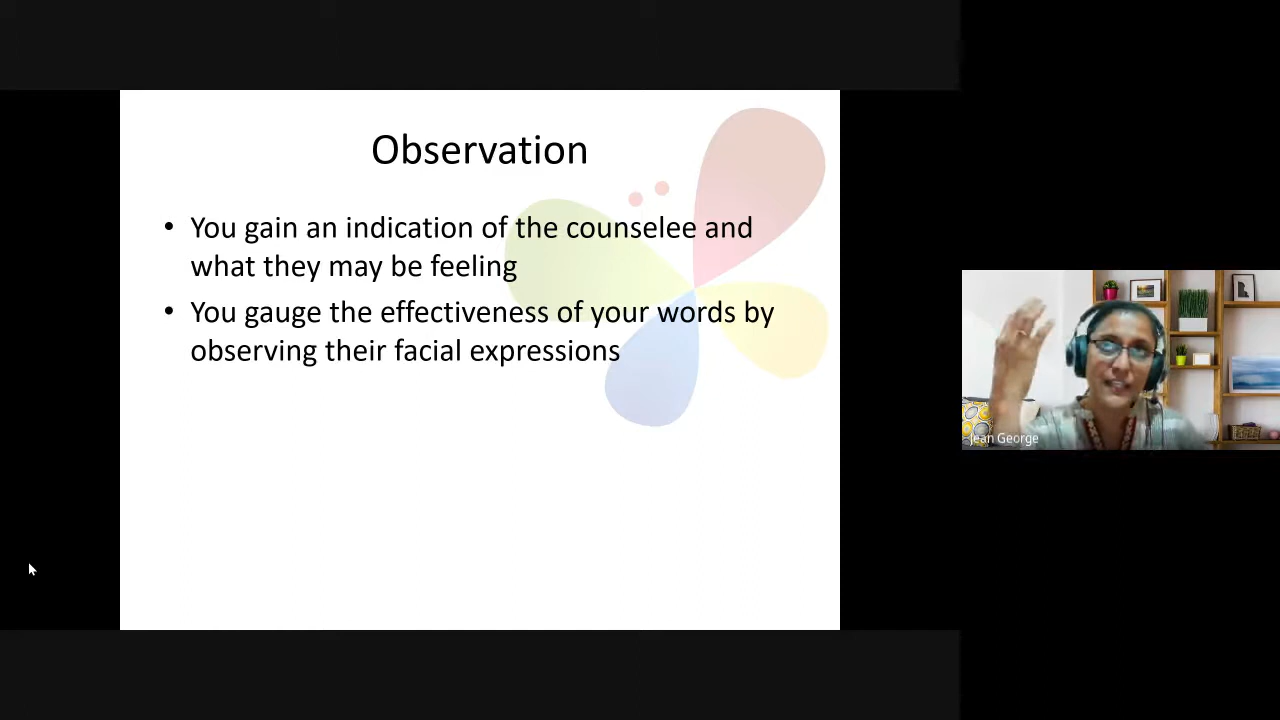 Observation
• You gain an indication of the counselee and
what they may be feeling
• You gauge the effectiveness of your words by
observing their facial expressions
Jean George